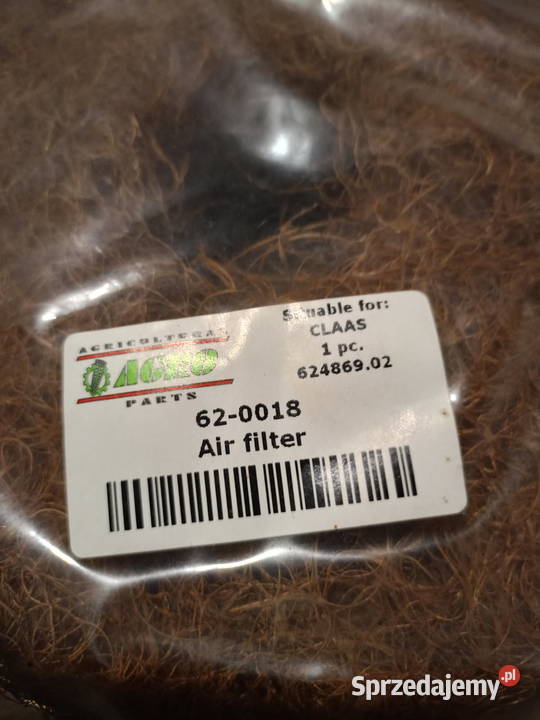 AGRICULTURAL
AGRO
PARTS
Suitable for:
CLAAS
1 pc.
624869.02
62-0018
Air filter
Sprzedajemy.pl